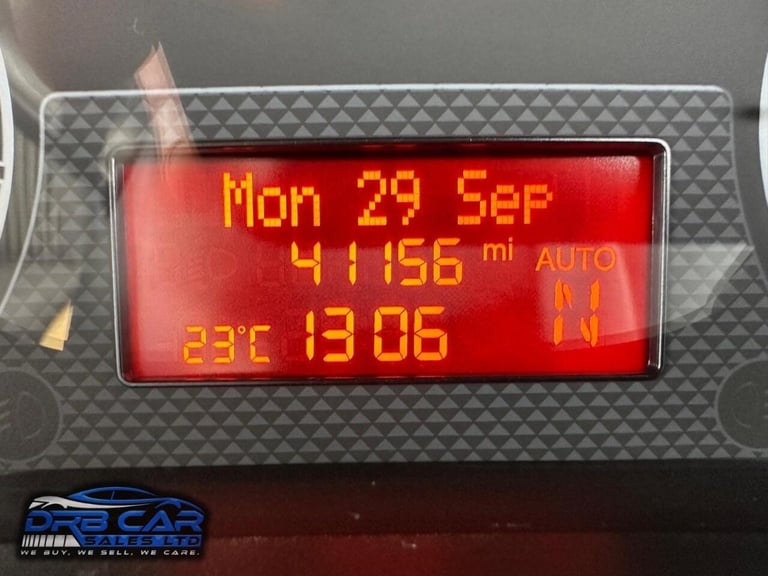 Mon 29 Sep
41156 mi AUTO
23°C 13 06 N
DRB CAR
SALES LTD
WE BUY, WE SELL, WE CARE.